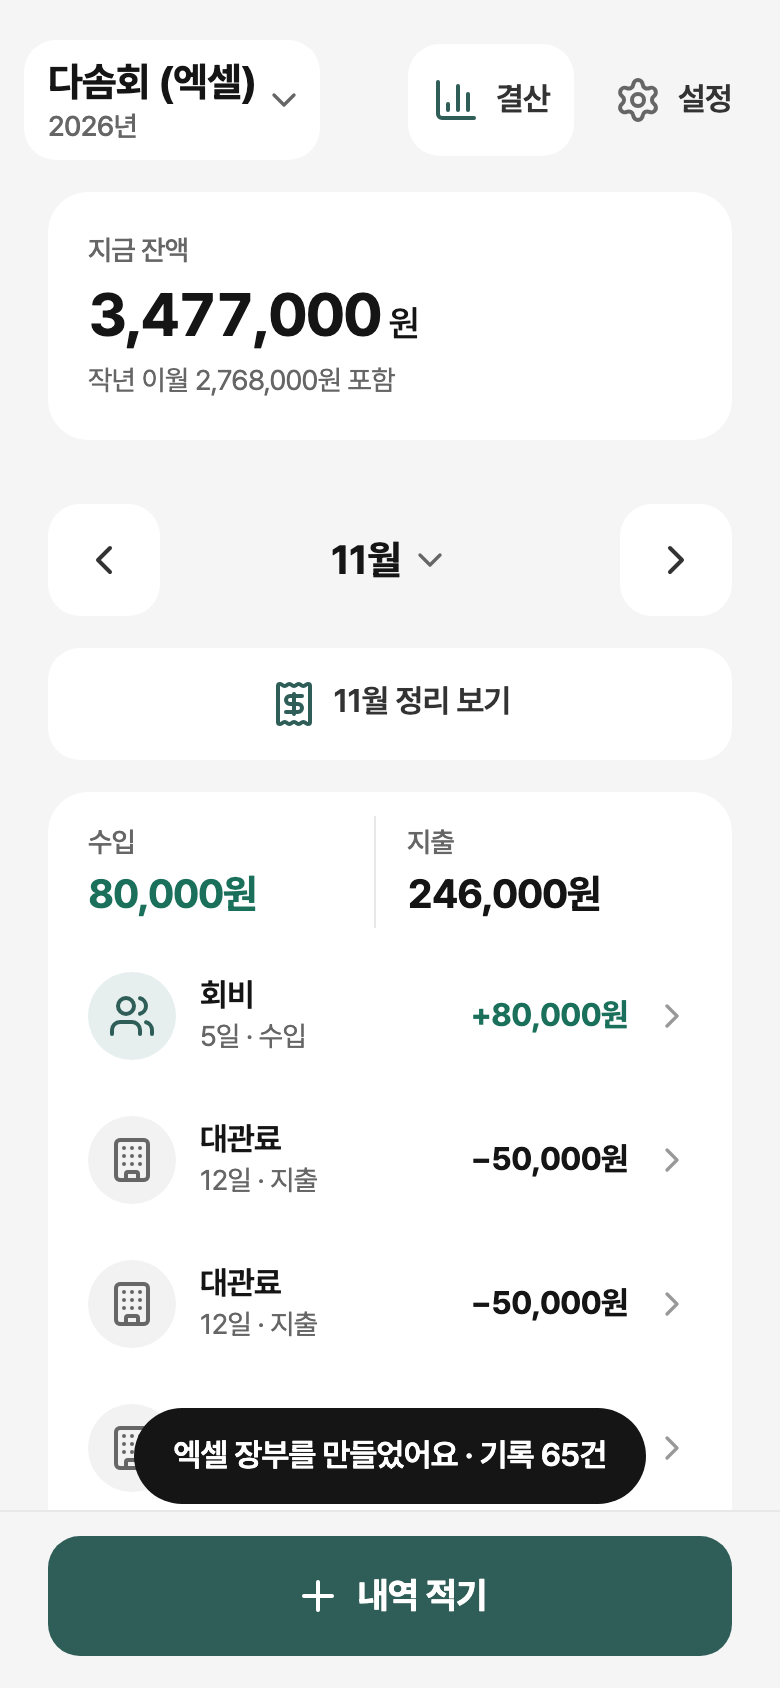 다솜회 (엑셀)
2026년
결산
설정
지금 잔액
3,477,000 원
작년 이월 2,768,000원 포함
11월
11월 정리 보기
수입
80,000원
지출
246,000원
회비
5일 · 수입
+80,000원
대관료
12일 · 지출
−50,000원
대관료
12일 · 지출
−50,000원
엑셀 장부를 만들었어요 · 기록 65건
내역 적기